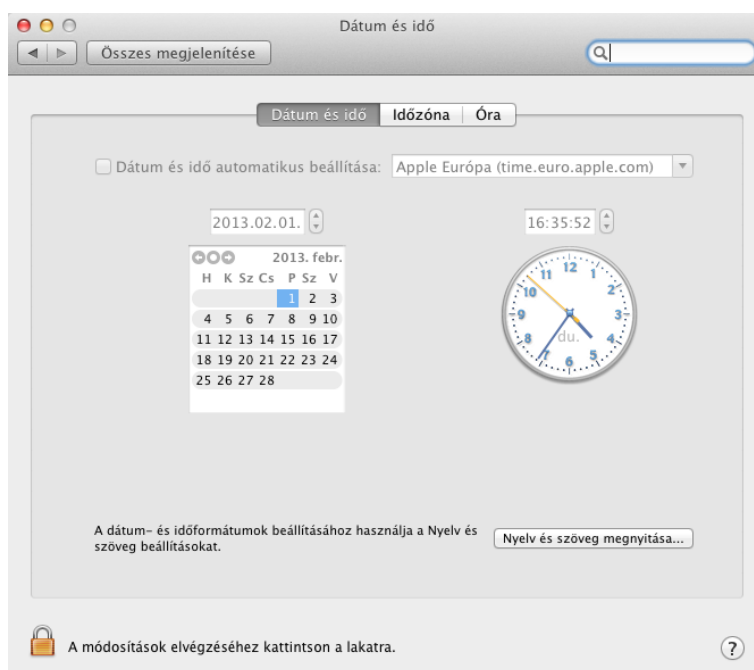 Dátum és idő
Összes megjelenítése
Dátum és idő Időzóna Óra
Dátum és idő automatikus beállítása: Apple Európa (time.euro.apple.com)
2013.02.01. 16:35:52
2013. febr.
H K Sz Cs P Sz V
1 2 3
4 5 6 7 8 9 10
11 12 13 14 15 16 17
18 19 20 21 22 23 24
25 26 27 28
12 1 2 3 4 5 6 7 8 9 10 11
du.
A dátum- és időformátumok beállításához használja a Nyelv és
szöveg beállításokat.
Nyelv és szöveg megnyitása...
A módosítások elvégzéséhez kattintson a lakatra.
?